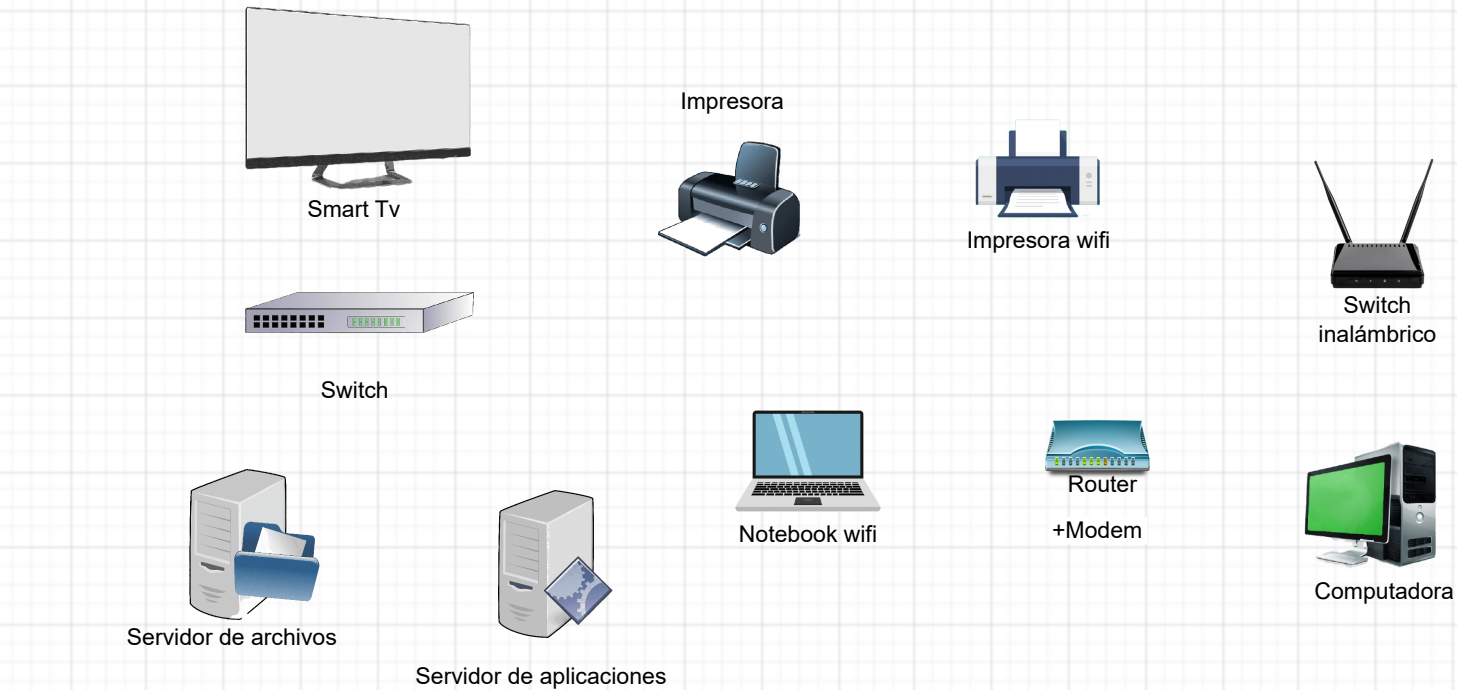 Impresora
Smart Tv
Impresora wifi
Switch
inalámbrico
Switch
Notebook wifi
Router
+Modem
Computadora
Servidor de archivos
Servidor de aplicaciones